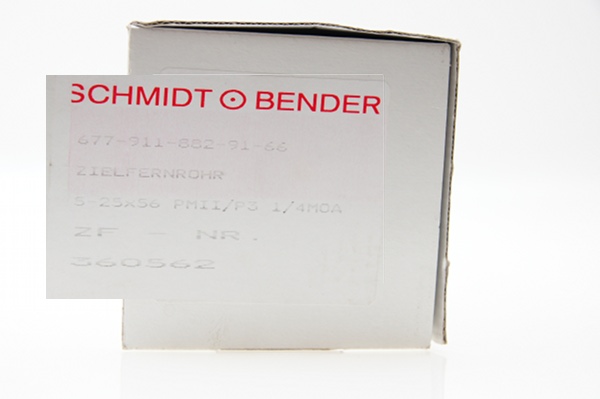 SCHMIDT BENDER
677-911-882-91-66
ZIELFERNROHR
5-25x56 PMII/P3 1/4MOA
ZF - NR.
360562